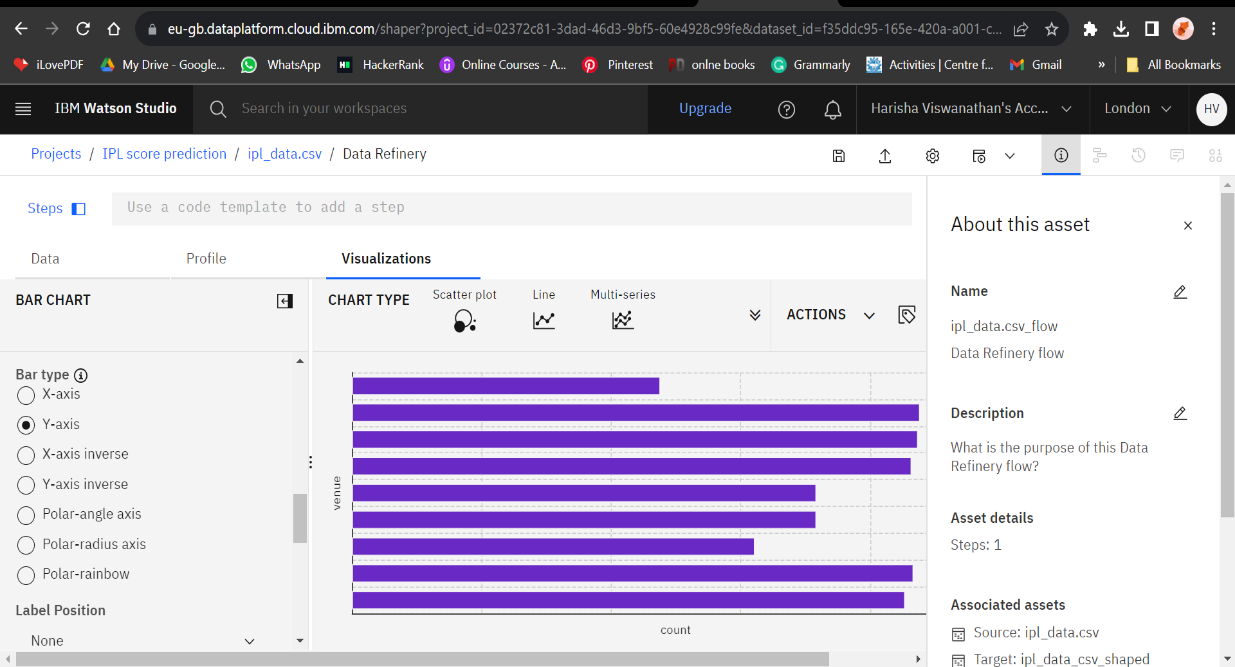 eu-gb.dataplatform.cloud.ibm.com/shaper?project_id=02372c81-3dad-46d3-9bf5-60e4928c99fe&dataset_id=f35ddc95-165e-420a-a001-c...
iLovePDF My Drive - Google... WhatsApp HackerRank Online Courses - A... Pinterest onlne books Grammarly Activities | Centre f... Gmail » All Bookmarks
IBM Watson Studio Search in your workspaces Upgrade Harisha Viswanathan's Acc... London HV
Projects / IPL score prediction / ipl_data.csv / Data Refinery
Steps Use a code template to add a step
Data Profile Visualizations
BAR CHART
CHART TYPE Scatter plot Line Multi-series ACTIONS
Bar type
X-axis
Y-axis
X-axis inverse
Y-axis inverse
Polar-angle axis
Polar-radius axis
Polar-rainbow
Label Position
None
venue
count
About this asset
Name
ipl_data.csv_flow
Data Refinery flow
Description
What is the purpose of this Data
Refinery flow?
Asset details
Steps: 1
Associated assets
Source: ipl_data.csv
Target: ipl_data_csv_shaped